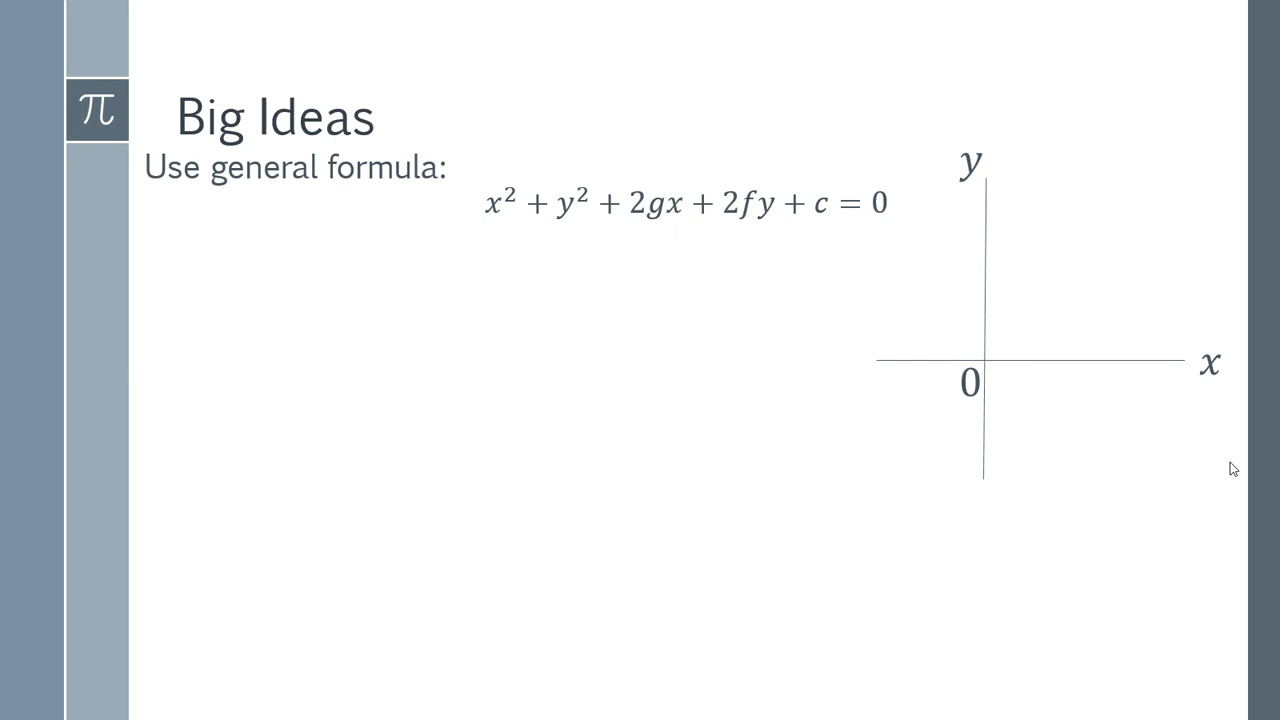 π
Big Ideas
Use general formula:
x² + y² + 2gx + 2fy + c = 0
y
x
0